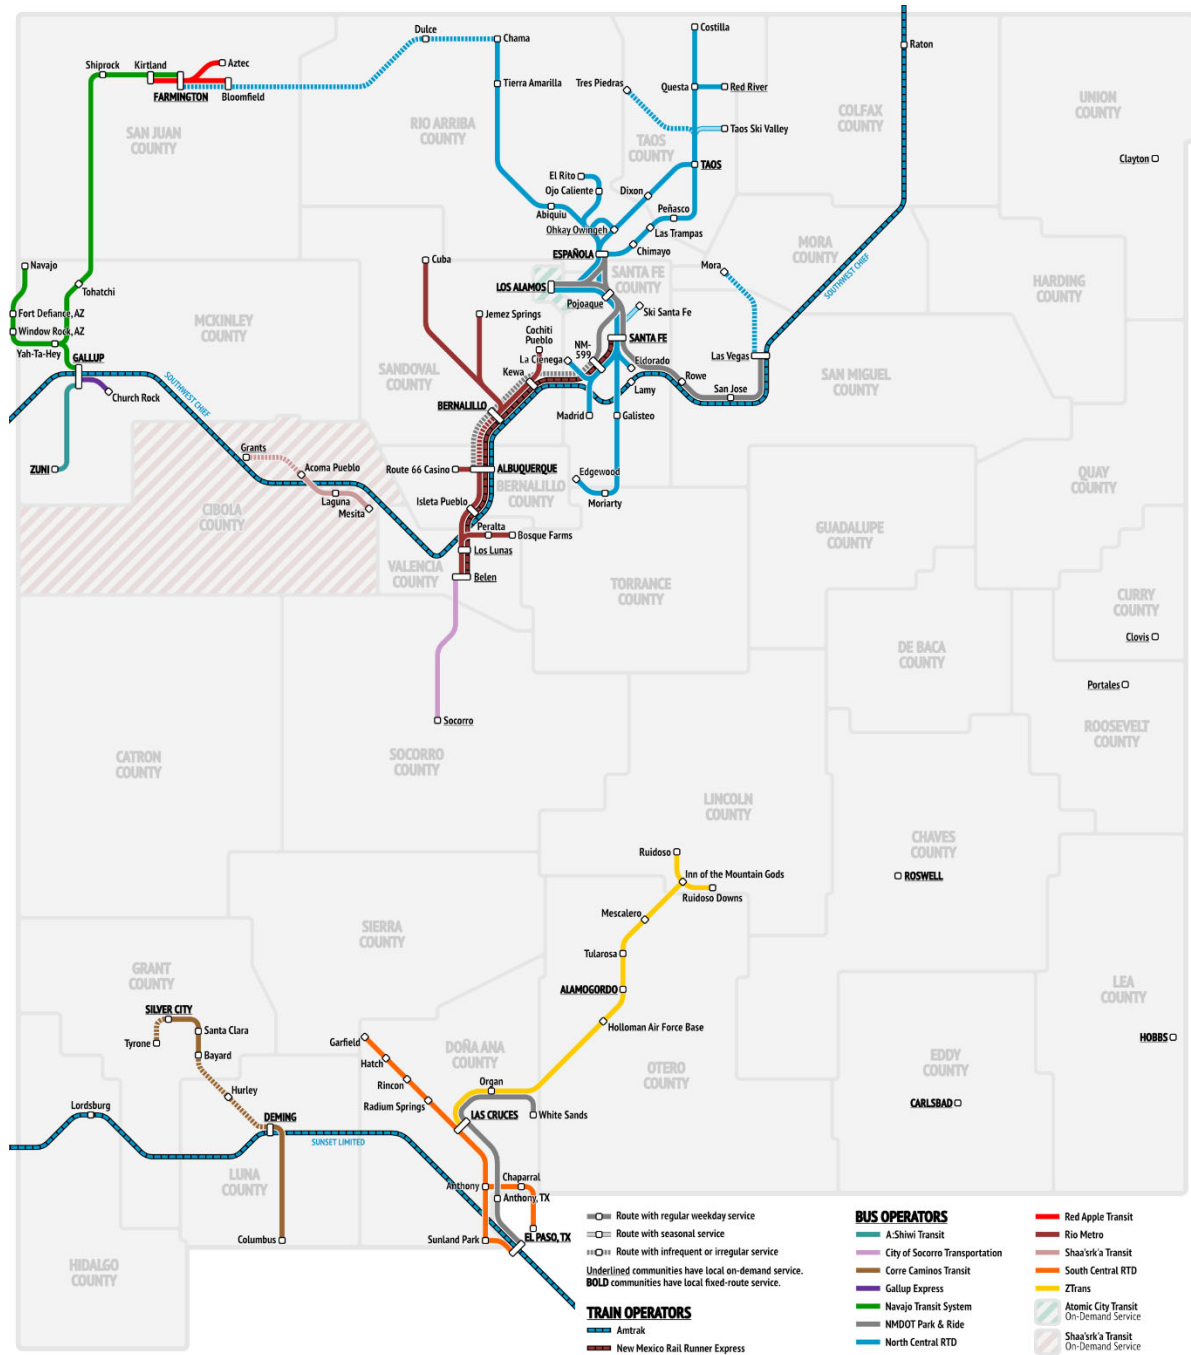 Dulce
Chama
Costilla
Raton
Shiprock
Kirtland
Aztec
FARMINGTON
Bloomfield
Tierra Amarilla
Tres Piedras
Questa
Red River
Taos Ski Valley
SAN JUAN
COUNTY
RIO ARRIBA
COUNTY
TAOS
COUNTY
COLFAX
COUNTY
UNION
COUNTY
Clayton
TAOS
El Rito
Ojo Caliente
Dixon
Abiquiu
Peñasco
Ohkay Owingeh
Las Trampas
Chimayo
ESPAÑOLA
MORA
COUNTY
Mora
SOUTHWEST CHIEF
HARDING
COUNTY
Navajo
Tohatchi
Cuba
LOS ALAMOS
SANTA FE
COUNTY
Pojoaque
Ski Santa Fe
Fort Defiance, AZ
Window Rock, AZ
Yah-Ta-Hey
GALLUP
MCKINLEY
COUNTY
Jemez Springs
Cochiti
Pueblo
NM-
599
SANTA FE
La Cienega
Eldorado
Las Vegas
SANDOVAL
COUNTY
Kewa
Lamy
Rowe
San Jose
SAN MIGUEL
COUNTY
SOUTHWEST CHIEF
Church Rock
BERNALILLO
Madrid
Galisteo
ZUNI
Grants
Acoma Pueblo
Route 66 Casino
ALBUQUERQUE
BERNALILLO
COUNTY
Edgewood
Moriarty
QUAY
COUNTY
Laguna
Mesita
CIBOLA
COUNTY
Isleta Pueblo
Peralta
Bosque Farms
Los Lunas
Belen
VALENCIA
COUNTY
GUADALUPE
COUNTY
TORRANCE
COUNTY
CURRY
COUNTY
Clovis
DE BACA
COUNTY
Portales
ROOSEVELT
COUNTY
Socorro
CATRON
COUNTY
SOCORRO
COUNTY
LINCOLN
COUNTY
CHAVES
COUNTY
Ruidoso
Inn of the Mountain Gods
Ruidoso Downs
ROSWELL
Mescalero
SIERRA
COUNTY
Tularosa
GRANT
COUNTY
ALAMOGORDO
LEA
COUNTY
SILVER CITY
Santa Clara
Tyrone
Bayard
Holloman Air Force Base
Garfield
Hatch
DOÑA ANA
COUNTY
HOBBS
EDDY
COUNTY
OTERO
COUNTY
Rincon
Organ
Hurley
Radium Springs
Lordsburg
DEMING
LAS CRUCES
White Sands
CARLSBAD
SUNSET LIMITED
LUNA
COUNTY
Chaparral
Anthony
Anthony, TX
Columbus
Sunland Park
EL PASO, TX
HIDALGO
COUNTY
Route with regular weekday service
Route with seasonal service
Route with infrequent or irregular service
Underlined communities have local on-demand service.
BOLD communities have local fixed-route service.
TRAIN OPERATORS
Amtrak
New Mexico Rail Runner Express
BUS OPERATORS
A:Shiwi Transit
City of Socorro Transportation
Corre Caminos Transit
Gallup Express
Navajo Transit System
NMDOT Park & Ride
North Central RTD
Red Apple Transit
Rio Metro
Shaa'srk'a Transit
South Central RTD
ZTrans
Atomic City Transit
On-Demand Service
Shaa'srk'a Transit
On-Demand Service